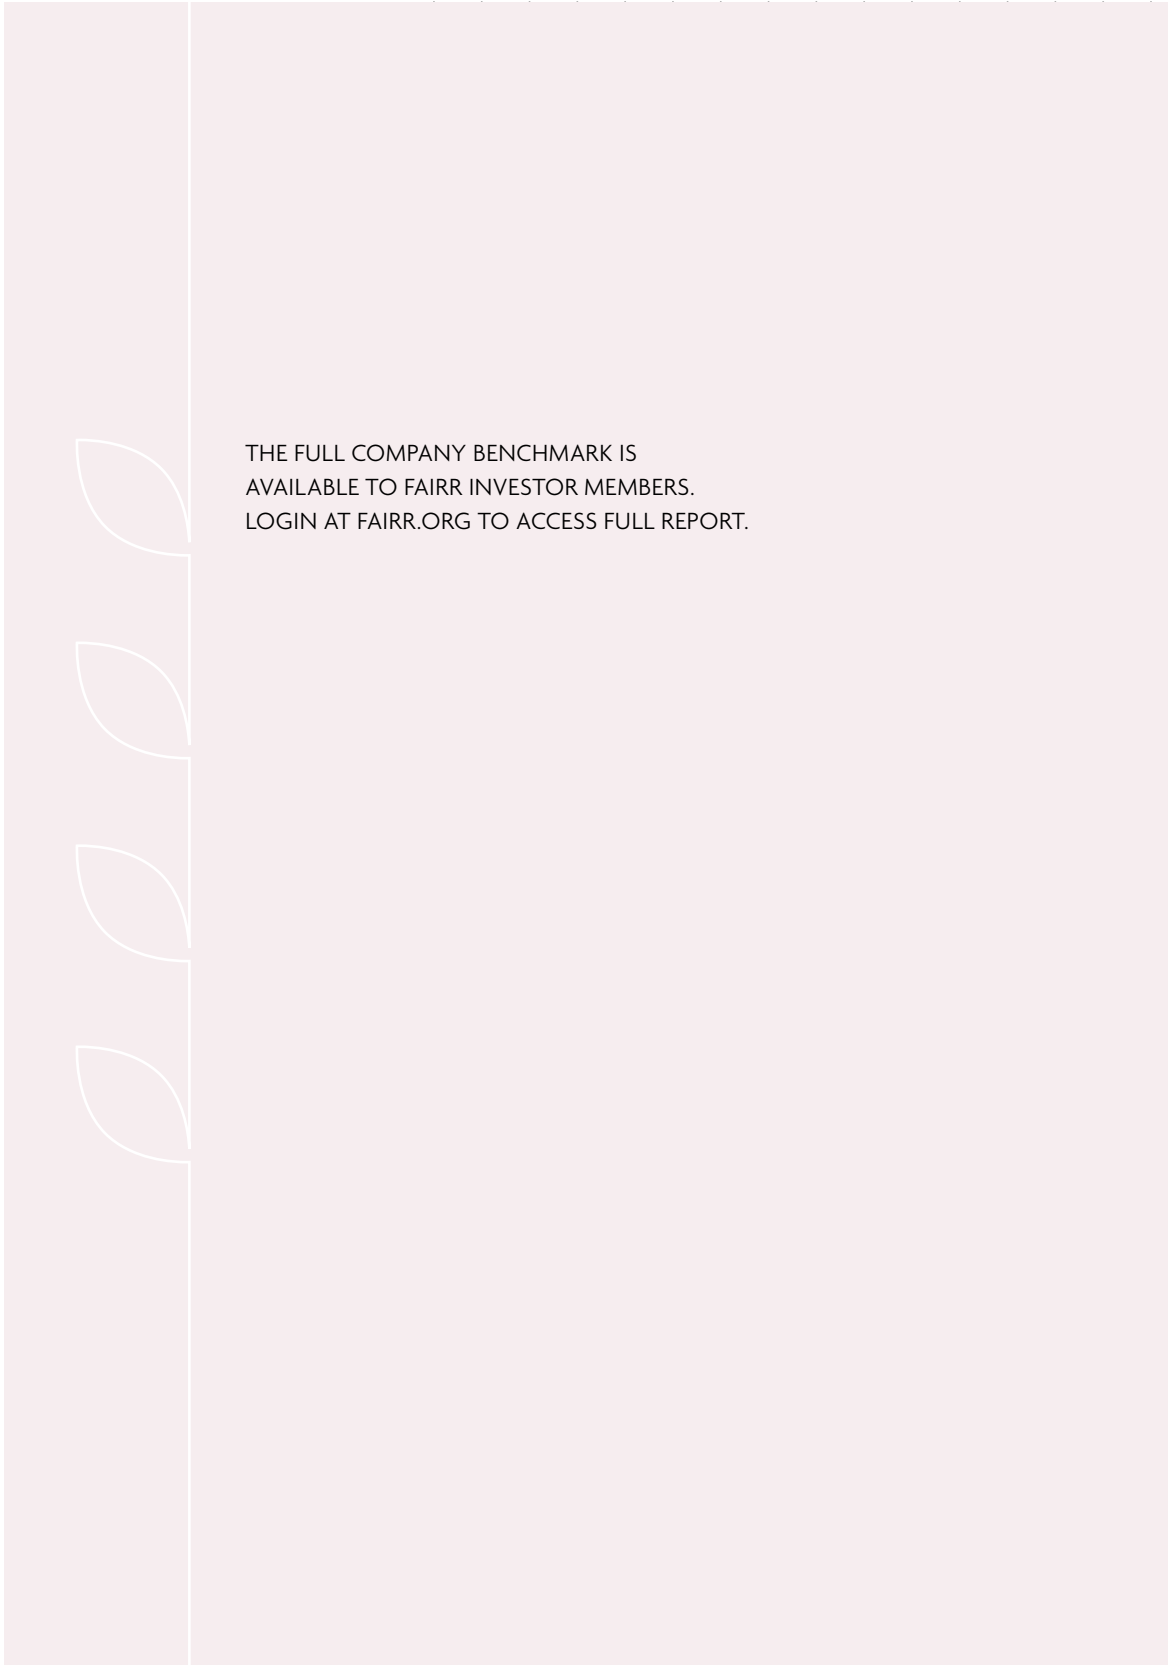 THE FULL COMPANY BENCHMARK IS
AVAILABLE TO FAIRR INVESTOR MEMBERS.
LOGIN AT FAIRR.ORG TO ACCESS FULL REPORT.